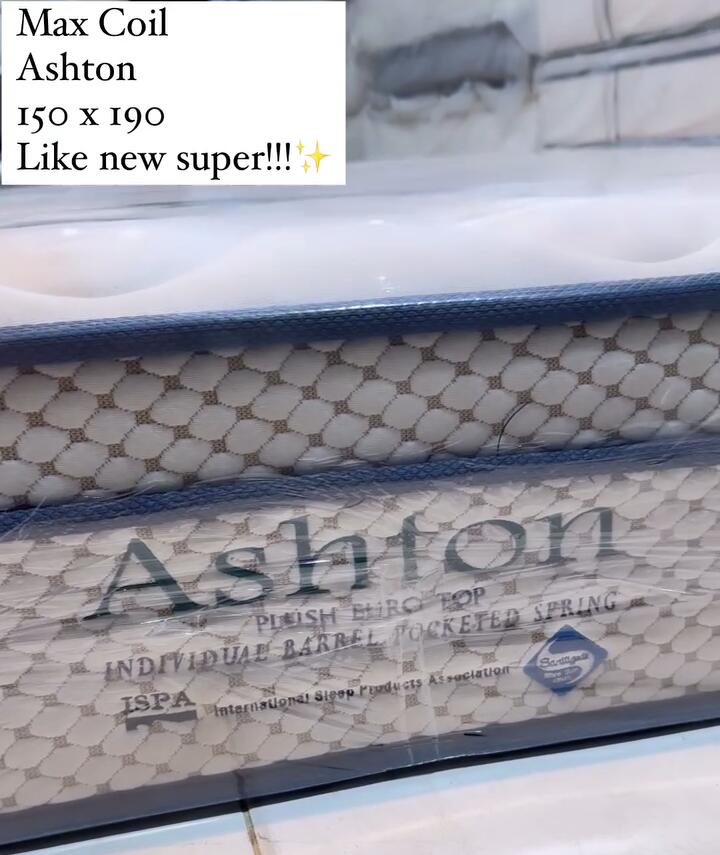 Max Coil
Ashton
150 x 190
Like new super!!!✨
Ashton
PLUSH EURO TOP
INDIVIDUAL BARREL POCKETED SPRING
ISPA International Sleep Products Association
Sanitized